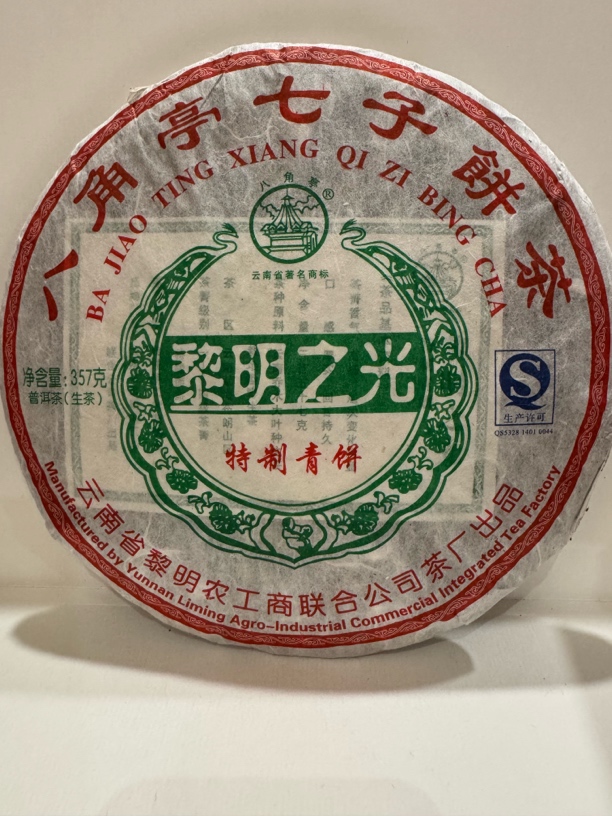 八角亭七子餅茶
BA JIAO TING XIANG QI ZI BING CHA
八角亭
®
云南省著名商标
黎明之光
特制青饼
净含量:357克
普洱茶(生茶)
生产许可
QS5328 1401 0044
云南省黎明农工商联合公司茶厂出品
Manufactured by Yunnan Liming Agro-Industrial Commercial Integrated Tea Factory